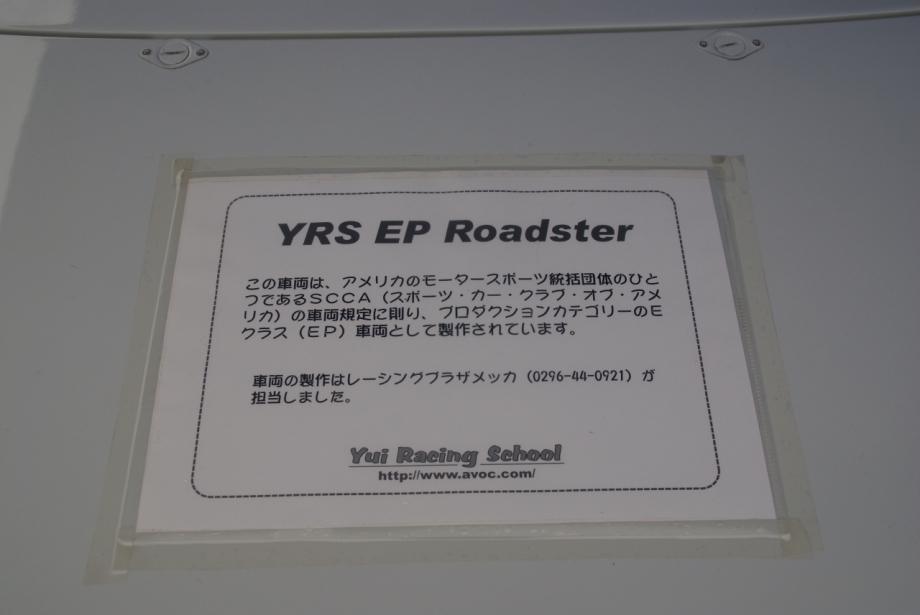 YRS EP Roadster
この車両は、アメリカのモータースポーツ統括団体のひと
つであるＳＣＣＡ（スポーツ・カー・クラブ・オブ・アメ
リカ）の車両規定に則り、プロダクションカテゴリーのＥ
クラス（ＥＰ）車両として製作されています。
車両の製作はレーシングプラザメッカ（0296-44-0921）が
担当しました。
Yui Racing School
http://www.avoc.com/